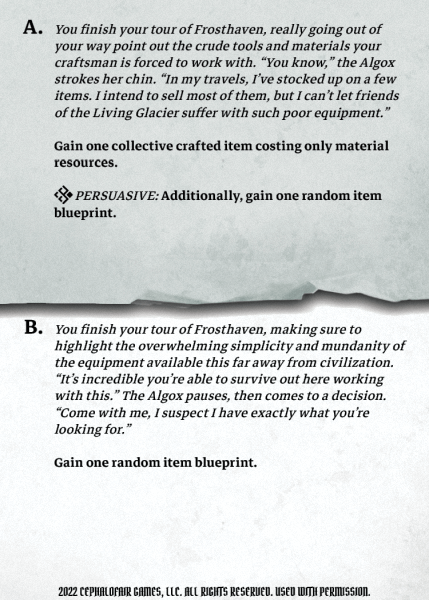 A. You finish your tour of Frosthaven, really going out of
your way point out the crude tools and materials your
craftsman is forced to work with. “You know,” the Algox
strokes her chin. “In my travels, I’ve stocked up on a few
items. I intend to sell most of them, but I can’t let friends
of the Living Glacier suffer with such poor equipment.”
Gain one collective crafted item costing only material
resources.
PERSUASIVE: Additionally, gain one random item
blueprint.
B. You finish your tour of Frosthaven, making sure to
highlight the overwhelming simplicity and mundanity of
the equipment available this far away from civilization.
“It’s incredible you’re able to survive out here working
with this.” The Algox pauses, then comes to a decision.
“Come with me, I suspect I have exactly what you’re
looking for.”
Gain one random item blueprint.
2022 CEPHALOFAIR GAMES, LLC. ALL RIGHTS RESERVED. USED WITH PERMISSION.